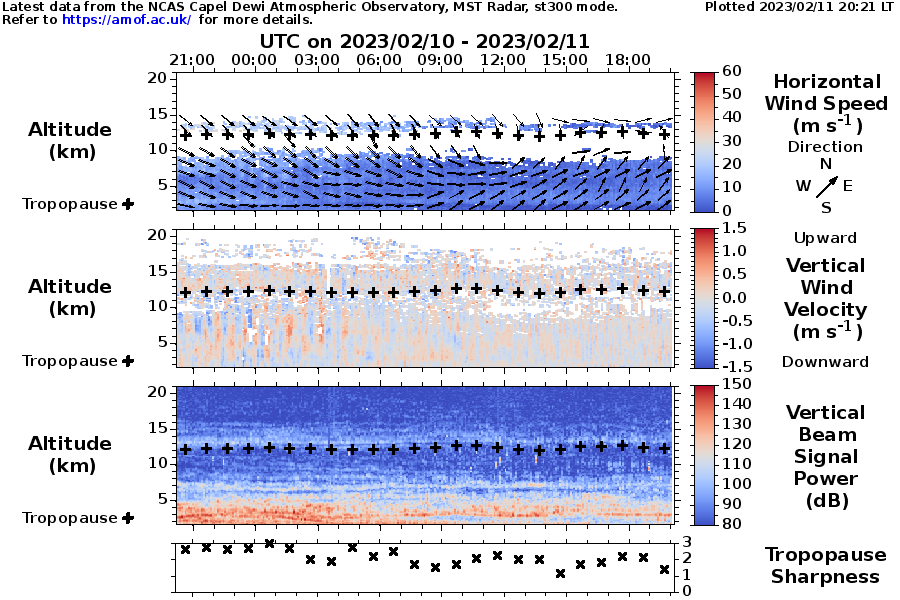 Latest data from the NCAS Capel Dewi Atmospheric Observatory, MST Radar, st300 mode.
Plotted 2023/02/11 20:21 LT
Refer to https://amof.ac.uk/ for more details.
UTC on 2023/02/10 - 2023/02/11
21:00 00:00 03:00 06:00 09:00 12:00 15:00 18:00
Altitude
(km)
Tropopause
20
15
10
5
60
50
40
30
20
10
0
Horizontal
Wind Speed
(m s-1)
Direction
N
W E
S
Altitude
(km)
Tropopause
20
15
10
5
1.5
1.0
0.5
0.0
-0.5
-1.0
-1.5
Upward
Vertical
Wind
Velocity
(m s-1)
Downward
Altitude
(km)
Tropopause
20
15
10
5
150
140
130
120
110
100
90
80
Vertical
Beam
Signal
Power
(dB)
3
2
1
0
Tropopause
Sharpness